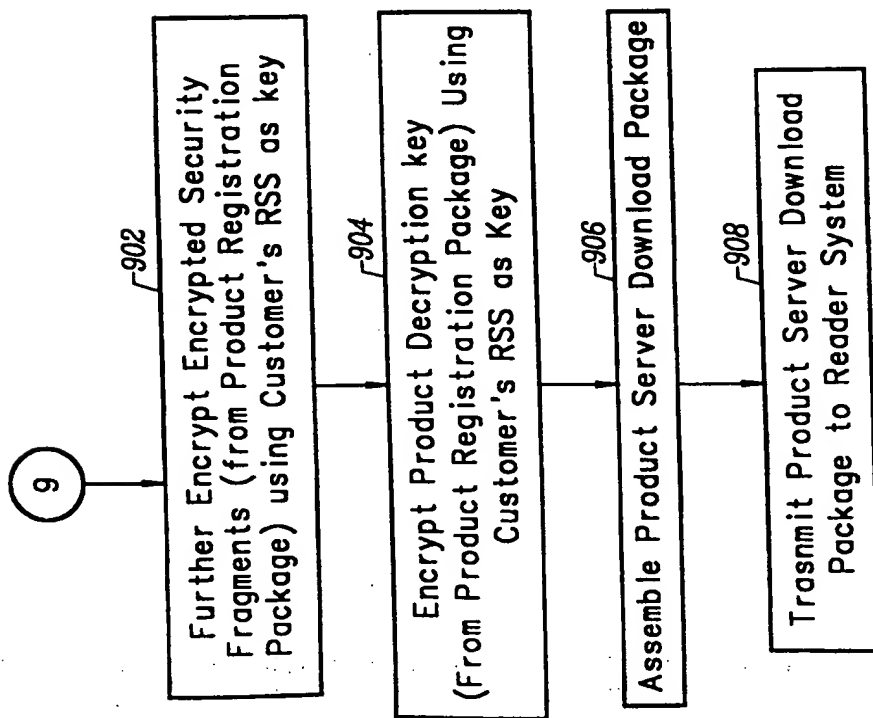 9
902
Further Encrypt Encrypted Security
Fragments (from Product Registration
Package) using Customer's RSS as key
904
Encrypt Product Decryption key
(From Product Registration Package) Using
Customer's RSS as Key
906
Assemble Product Server Download Package
908
Trasnmit Product Server Download
Package to Reader System